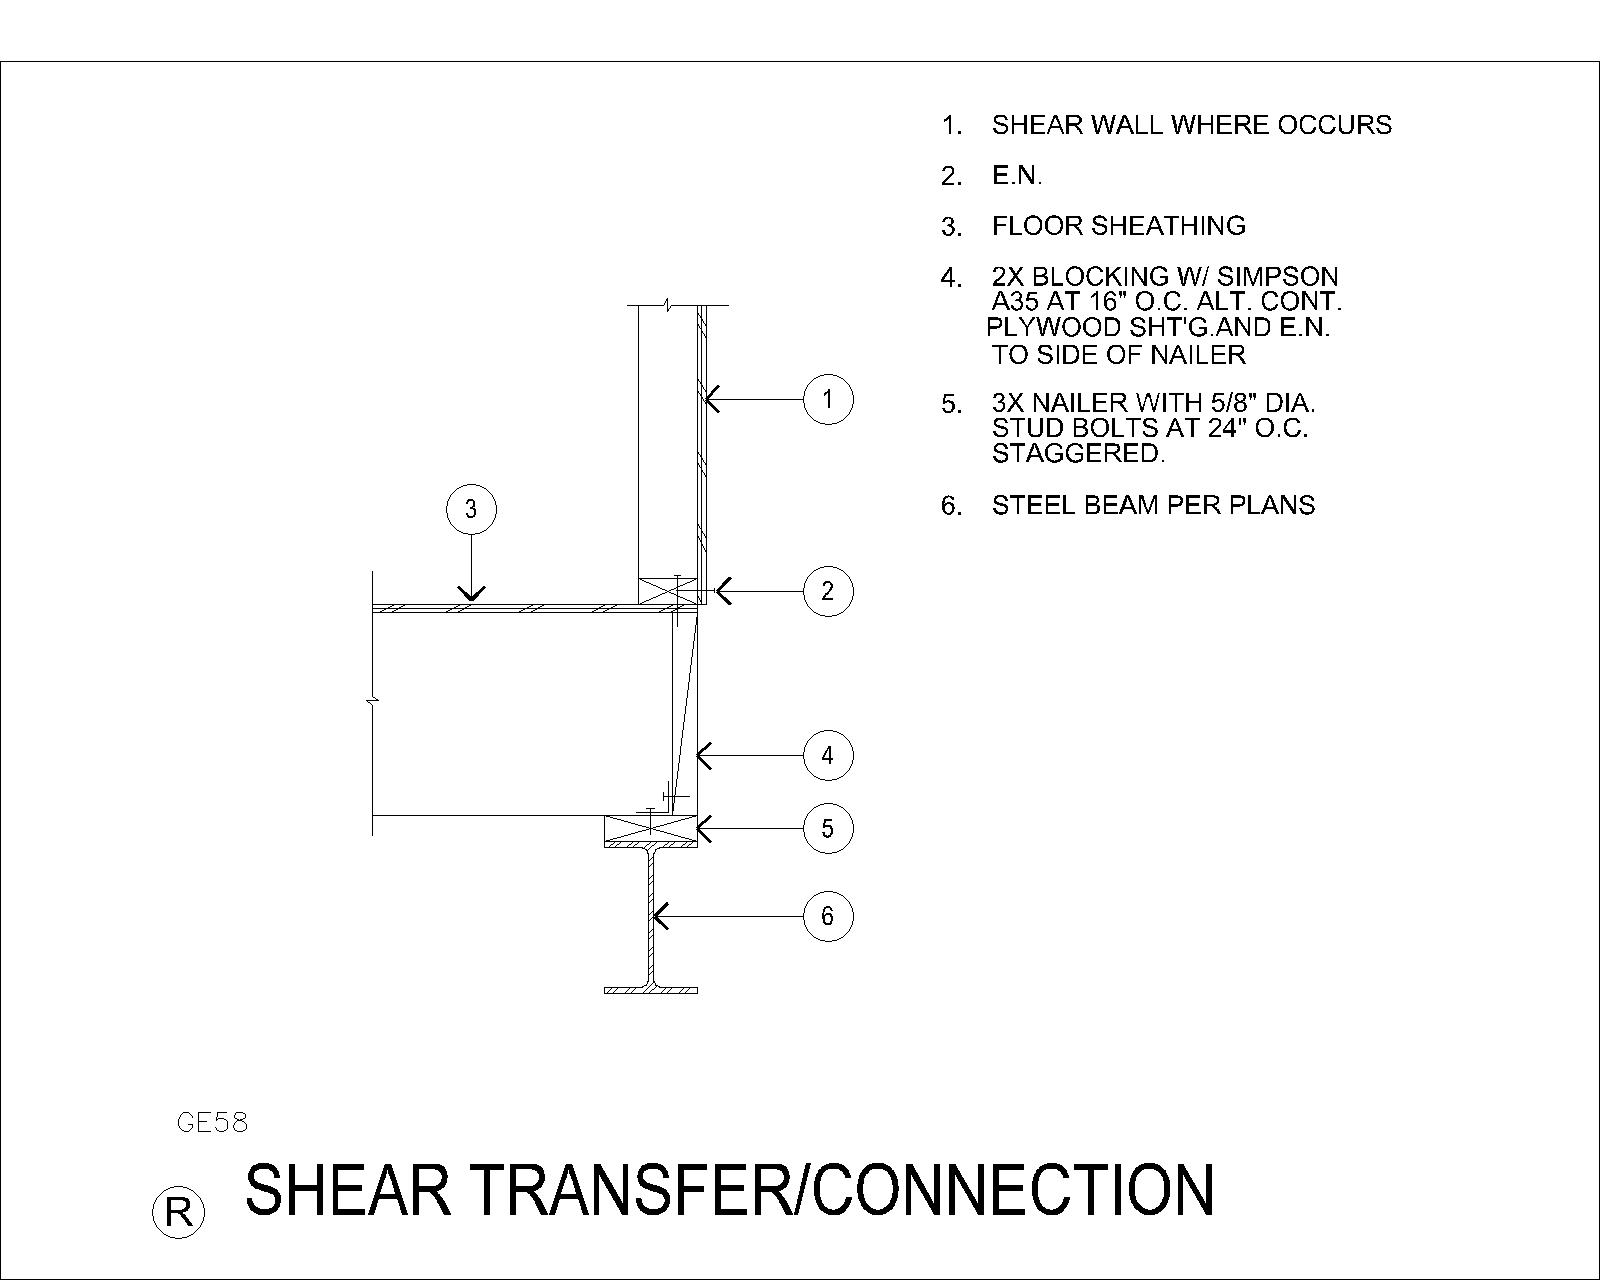 1. SHEAR WALL WHERE OCCURS
2. E.N.
3. FLOOR SHEATHING
4. 2X BLOCKING W/ SIMPSON
A35 AT 16" O.C. ALT. CONT.
PLYWOOD SHT'G.AND E.N.
TO SIDE OF NAILER
5. 3X NAILER WITH 5/8" DIA.
STUD BOLTS AT 24" O.C.
STAGGERED.
6. STEEL BEAM PER PLANS
1
3
2
4
5
6
GE58
R SHEAR TRANSFER/CONNECTION